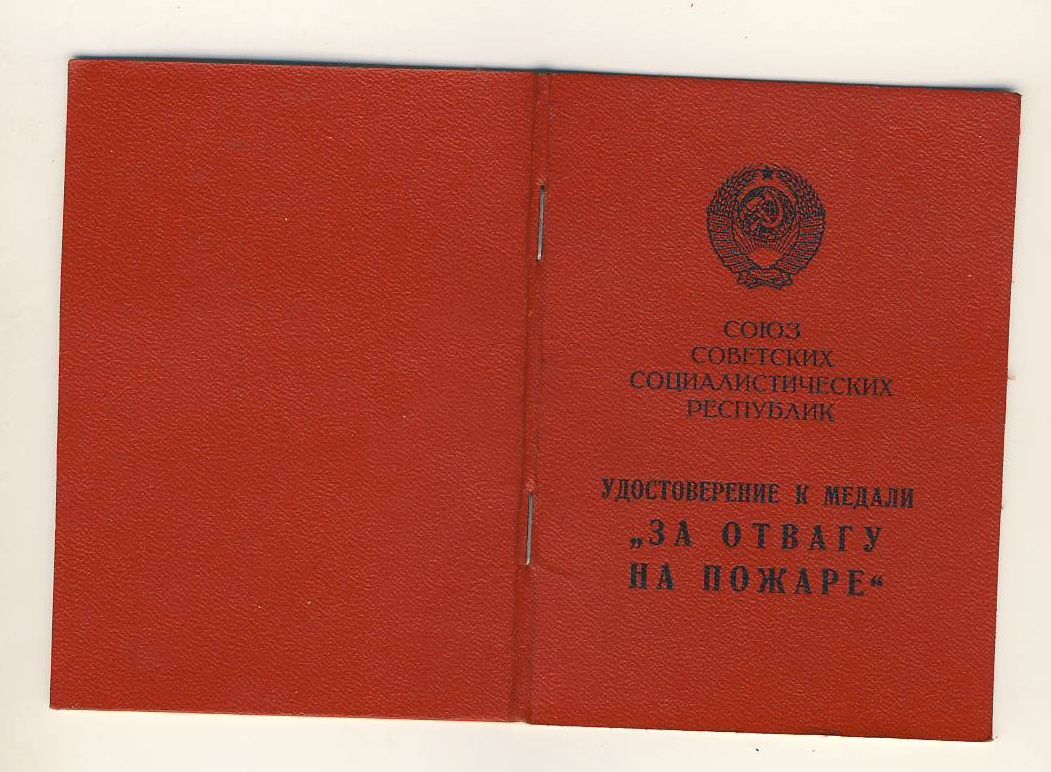 СОЮЗ
СОВЕТСКИХ
СОЦИАЛИСТИЧЕСКИХ
РЕСПУБЛИК
УДОСТОВЕРЕНИЕ К МЕДАЛИ
„ЗА ОТВАГУ
НА ПОЖАРЕ“